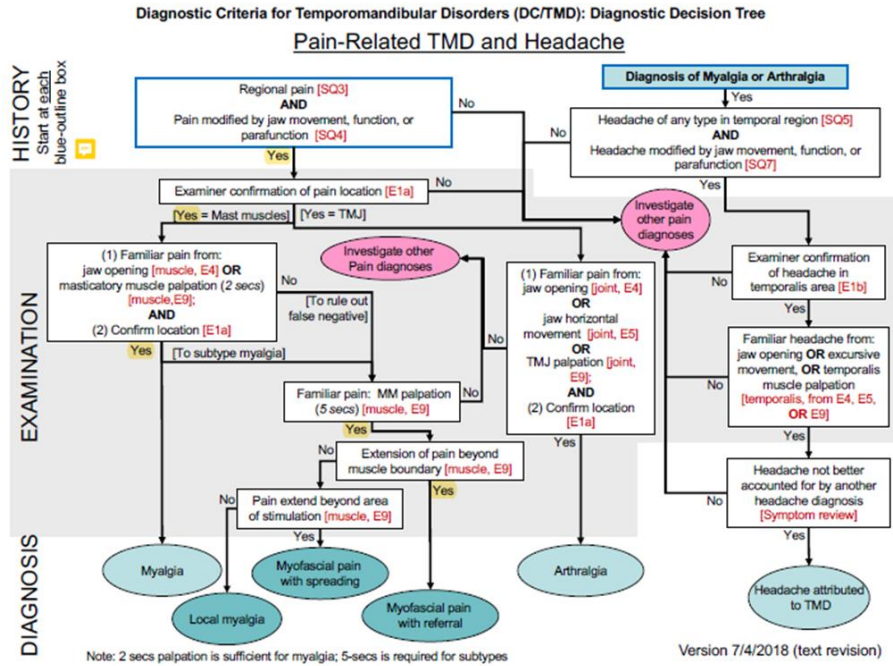 Diagnostic Criteria for Temporomandibular Disorders (DC/TMD): Diagnostic Decision Tree
Pain-Related TMD and Headache
HISTORY
Start at each
blue-outline box
Regional pain [SQ3]
AND
Pain modified by jaw movement, function, or
parafunction [SQ4]
No
Yes
Diagnosis of Myalgia or Arthralgia
Yes
Headache of any type in temporal region [SQ5]
AND
Headache modified by jaw movement, function, or
parafunction [SQ7]
No
Yes
EXAMINATION
Examiner confirmation of pain location [E1a]
No
[Yes = Mast muscles]
[Yes = TMJ]
Investigate
other pain
diagnoses
Investigate other
Pain diagnoses
(1) Familiar pain from:
jaw opening [muscle, E4] OR
masticatory muscle palpation (2 secs)
[muscle,E9];
AND
(2) Confirm location [E1a]
No
[To rule out
false negative]
Yes
[To subtype myalgia]
(1) Familiar pain from:
jaw opening [joint, E4]
OR
jaw horizontal
movement [joint, E5]
OR
TMJ palpation [joint,
E9];
AND
(2) Confirm location
[E1a]
No
Yes
Examiner confirmation
of headache in
temporalis area [E1b]
No
Yes
Familiar headache from:
jaw opening OR excursive
movement, OR temporalis
muscle palpation
[temporalis, from E4, E5,
OR E9]
No
Yes
Familiar pain: MM palpation
(5 secs) [muscle, E9]
No
Yes
Extension of pain beyond
muscle boundary [muscle, E9]
No
Yes
Pain extend beyond area
of stimulation [muscle, E9]
No
Yes
Headache not better
accounted for by another
headache diagnosis
[Symptom review]
No
Yes
DIAGNOSIS
Myalgia
Local myalgia
Myofascial pain
with spreading
Myofascial pain
with referral
Arthralgia
Headache attributed
to TMD
Note: 2 secs palpation is sufficient for myalgia; 5-secs is required for subtypes
Version 7/4/2018 (text revision)